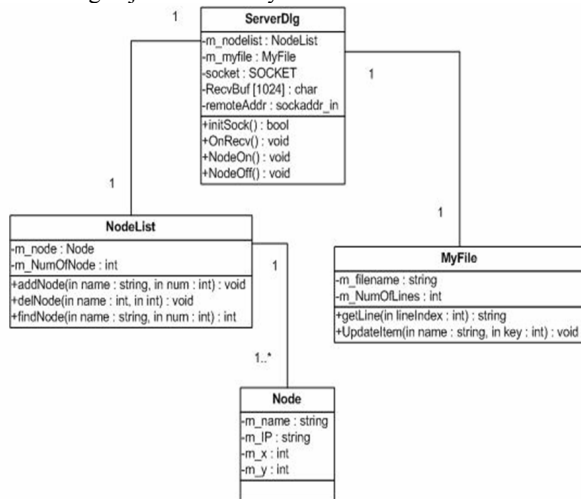 1
ServerDlg
-m_nodelist : NodeList
-m_myfile : MyFile
-socket : SOCKET
-RecvBuf [1024] : char
-remoteAddr : sockaddr_in
+initSock() : bool
+OnRecv() : void
+NodeOn() : void
+NodeOff() : void
1
1
1
NodeList
-m_node : Node
-m_NumOfNode : int
+addNode(in name : string, in num : int) : void
+delNode(in name : int, in int) : void
+findNode(in name : string, in num : int) : int
1
MyFile
-m_filename : string
-m_NumOfLines : int
+getLine(in lineIndex : int) : string
+UpdateItem(in name : string, in key : int) : void
1..*
Node
-m_name : string
-m_IP : string
-m_x : int
-m_y : int